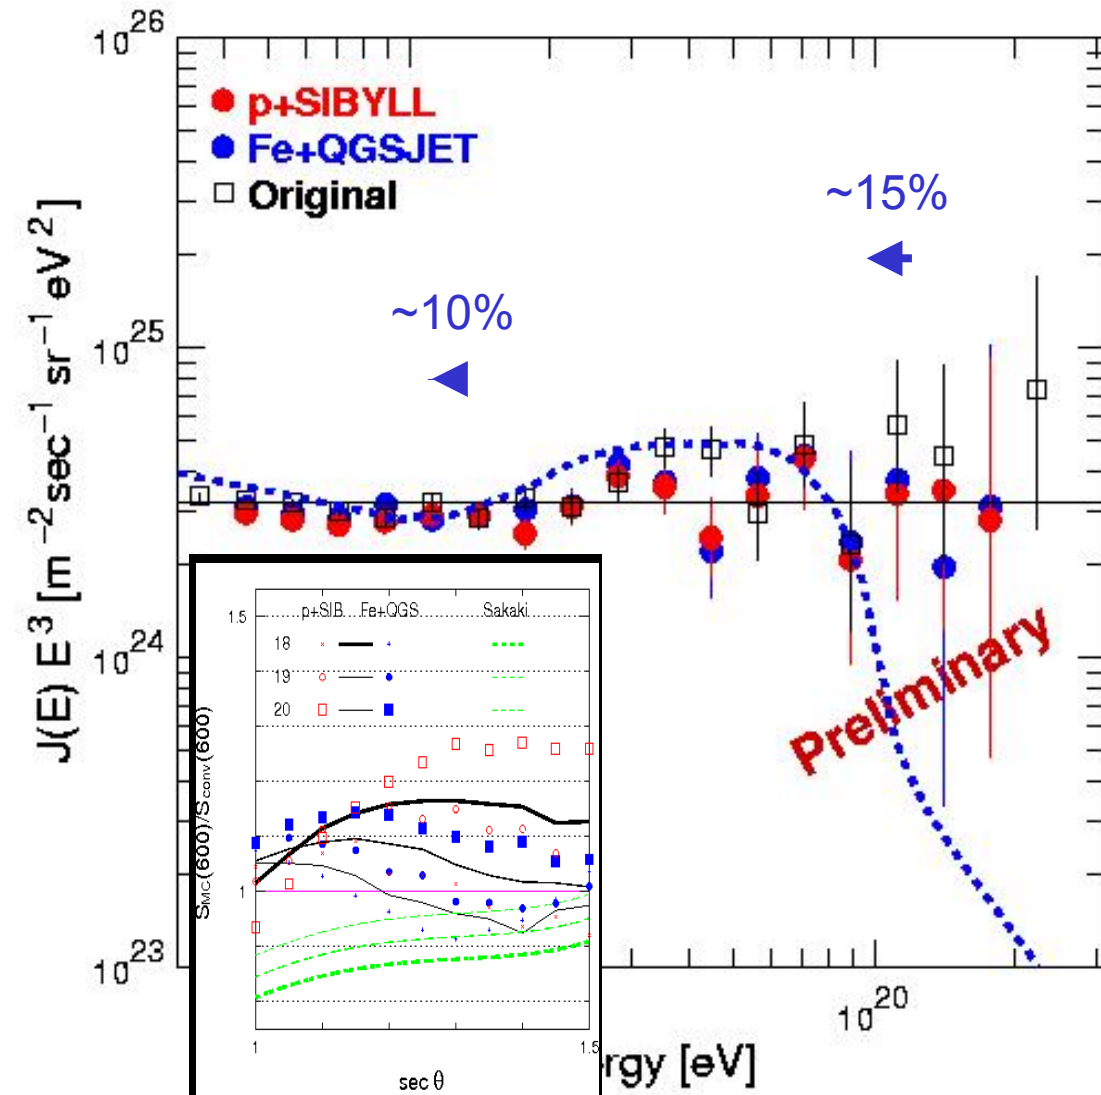 10^26
p+SIBYLL
Fe+QGSJET
Original
~15%
~10%
10^25
J(E) E^3 [m^-2 sec^-1 sr^-1 eV^2]
10^24
Preliminary
10^23
10^20
rgy [eV]
p+SIB Fe+QGS Sakaki
1.5
18
19
20
S_MC(600)/S_conv(600)
1
1 1.5
sec θ